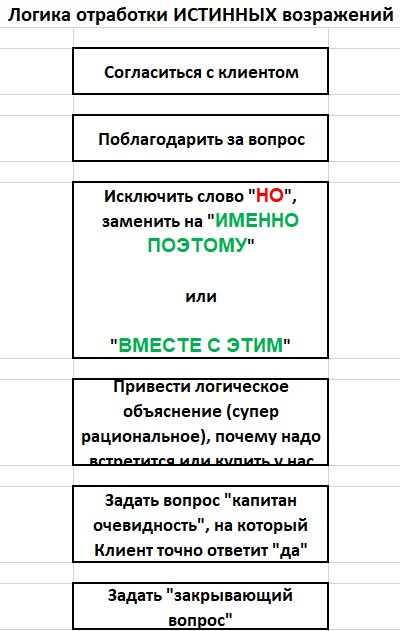 Логика отработки ИСТИННЫХ возражений
Согласиться с клиентом
Поблагодарить за вопрос
Исключить слово "НО",
заменить на "ИМЕННО
ПОЭТОМУ"
или
"ВМЕСТЕ С ЭТИМ"
Привести логическое
объяснение (супер
рациональное), почему надо
встретится или купить у нас
Задать вопрос "капитан
очевидность", на который
Клиент точно ответит "да"
Задать "закрывающий
вопрос"